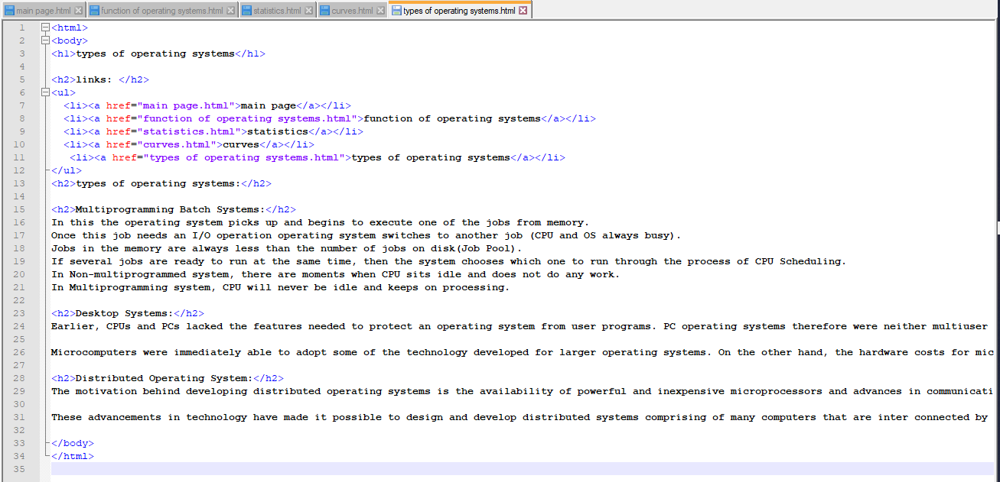 main page.html function of operating systems.html statistics.html curves.html types of operating systems.html
1 <html>
2 <body>
3 <h1>types of operating systems</h1>
4
5 <h2>links: </h2>
6 <ul>
7 <li><a href="main page.html">main page</a></li>
8 <li><a href="function of operating systems.html">function of operating systems</a></li>
9 <li><a href="statistics.html">statistics</a></li>
10 <li><a href="curves.html">curves</a></li>
11 <li><a href="types of operating systems.html">types of operating systems</a></li>
12 </ul>
13 <h2>types of operating systems:</h2>
14
15 <h2>Multiprogramming Batch Systems:</h2>
16 In this the operating system picks up and begins to execute one of the jobs from memory.
17 Once this job needs an I/O operation operating system switches to another job (CPU and OS always busy).
18 Jobs in the memory are always less than the number of jobs on disk(Job Pool).
19 If several jobs are ready to run at the same time, then the system chooses which one to run through the process of CPU Scheduling.
20 In Non-multiprogrammed system, there are moments when CPU sits idle and does not do any work.
21 In Multiprogramming system, CPU will never be idle and keeps on processing.
22
23 <h2>Desktop Systems:</h2>
24 Earlier, CPUs and PCs lacked the features needed to protect an operating system from user programs. PC operating systems therefore were neither multiuser
25
26 Microcomputers were immediately able to adopt some of the technology developed for larger operating systems. On the other hand, the hardware costs for mic
27
28 <h2>Distributed Operating System:</h2>
29 The motivation behind developing distributed operating systems is the availability of powerful and inexpensive microprocessors and advances in communicati
30
31 These advancements in technology have made it possible to design and develop distributed systems comprising of many computers that are inter connected by
32
33 </body>
34 </html>
35